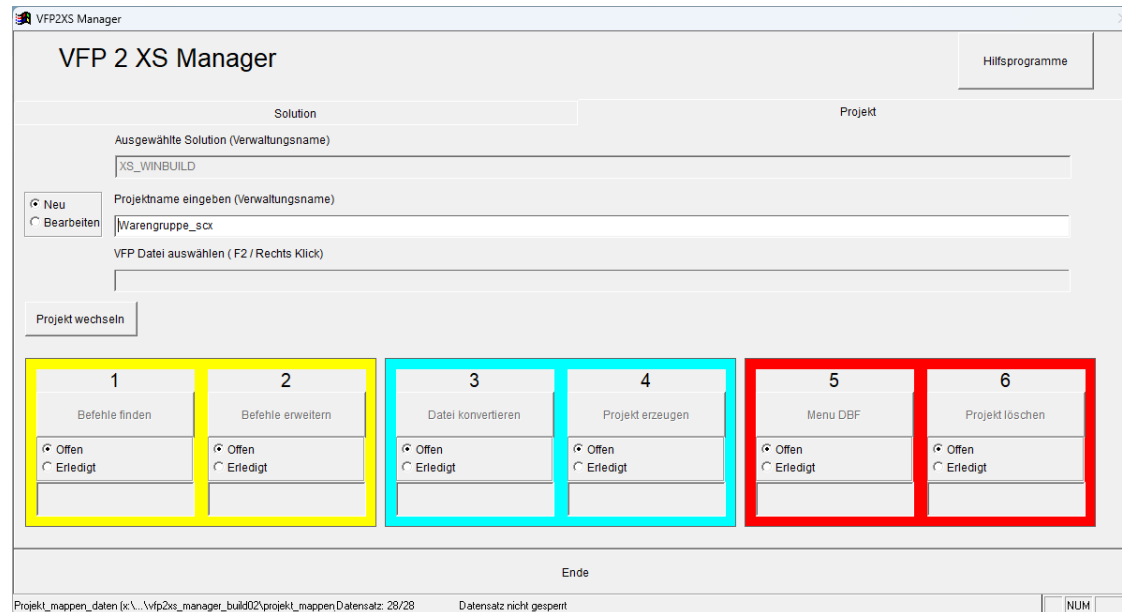 VFP2XS Manager
VFP 2 XS Manager
Hilfsprogramme
Solution
Projekt
Ausgewählte Solution (Verwaltungsname)
XS_WINBUILD
Neu
Bearbeiten
Projektname eingeben (Verwaltungsname)
Warengruppe_scx
VFP Datei auswählen ( F2 / Rechts Klick)
Projekt wechseln
1 2 3 4 5 6
Befehle finden Befehle erweitern Datei konvertieren Projekt erzeugen Menu DBF Projekt löschen
Offen Offen Offen Offen Offen Offen
Erledigt Erledigt Erledigt Erledigt Erledigt Erledigt
Ende
Projekt_mappen_daten (x:\...\vfp2xs_manager_build02\projekt_mappen Datensatz: 28/28 Datensatz nicht gesperrt NUM